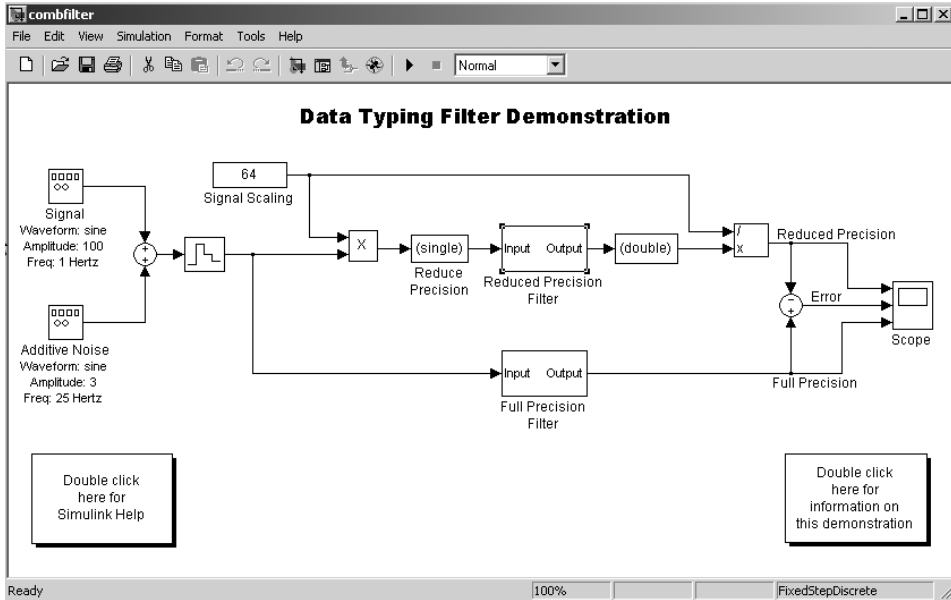 combfilter
File Edit View Simulation Format Tools Help
Normal
Data Typing Filter Demonstration
64
Signal Scaling
Signal
Waveform: sine
Amplitude: 100
Freq: 1 Hertz
+
+
X
(single)
Reduce
Precision
Input Output
Reduced Precision
Filter
(double)
/
x
Reduced Precision
−
+
Error
Scope
Additive Noise
Waveform: sine
Amplitude: 3
Freq: 25 Hertz
Input Output
Full Precision
Filter
Full Precision
Double click
here for
Simulink Help
Double click
here for
information on
this demonstration
Ready 100% FixedStepDiscrete